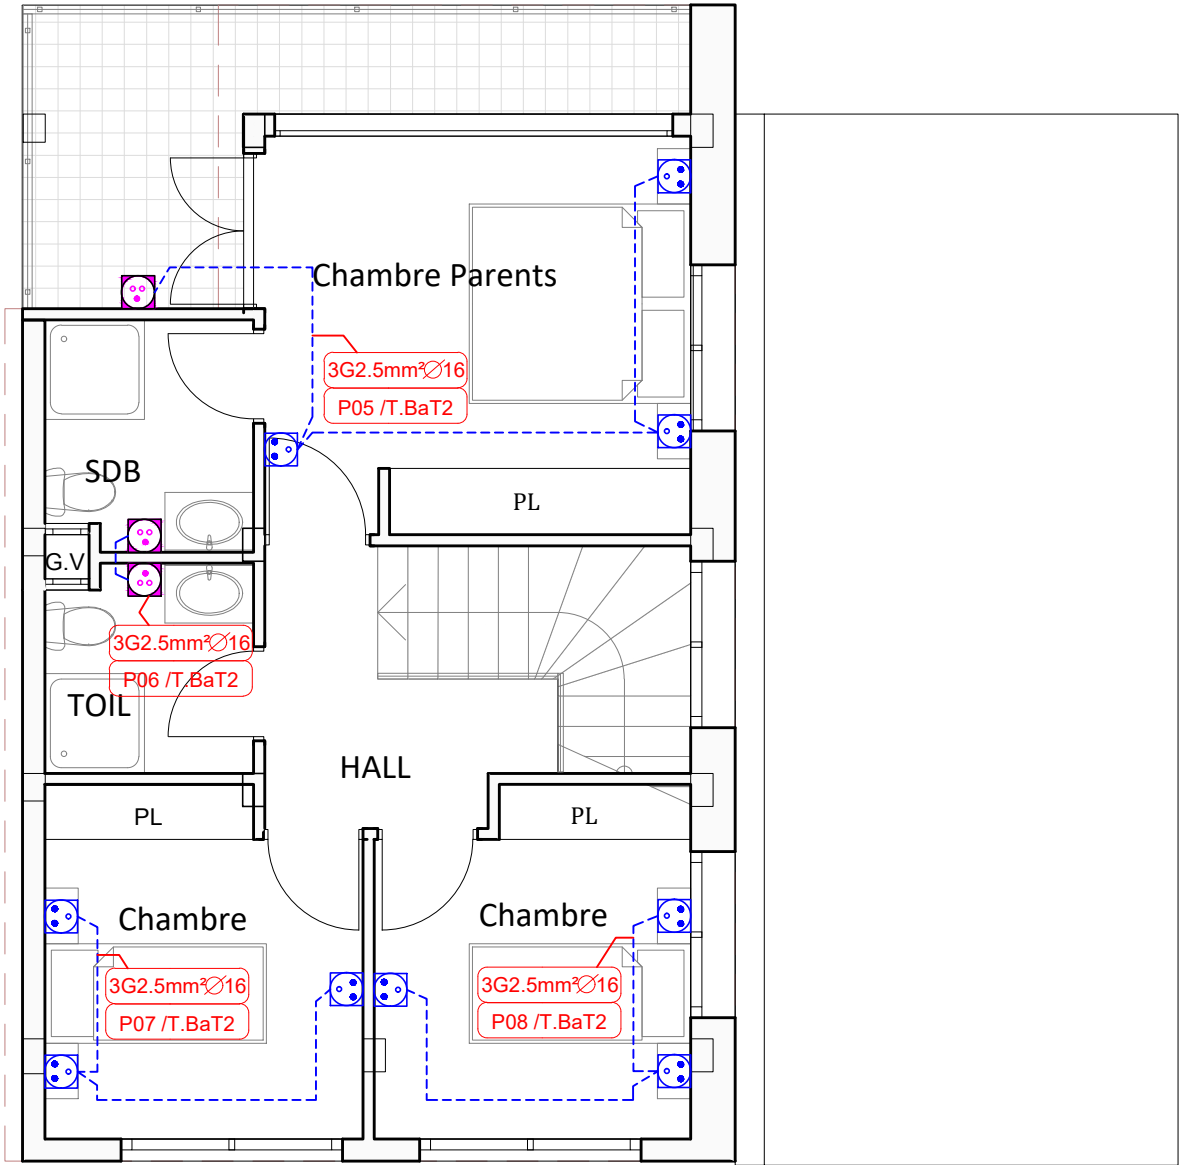 Chambre Parents
3G2.5mm²∅16
P05 /T.BaT2
SDB
PL
G.V
3G2.5mm²∅16
P06 /T.BaT2
TOIL
HALL
PL
PL
Chambre
Chambre
3G2.5mm²∅16
P07 /T.BaT2
3G2.5mm²∅16
P08 /T.BaT2